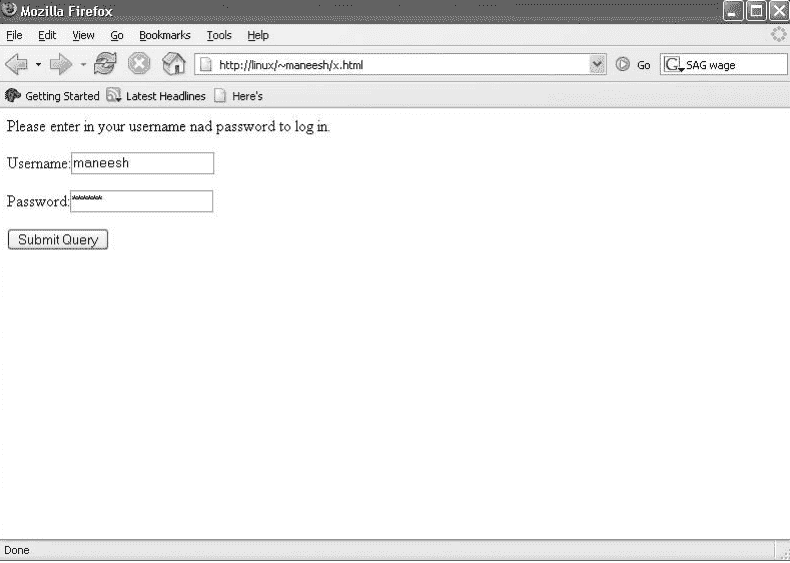 Mozilla Firefox
File Edit View Go Bookmarks Tools Help
http://linux/~maneesh/x.html Go G SAG wage
Getting Started Latest Headlines Here's
Please enter in your username nad password to log in.
Username: maneesh
Password: ******
Submit Query
Done